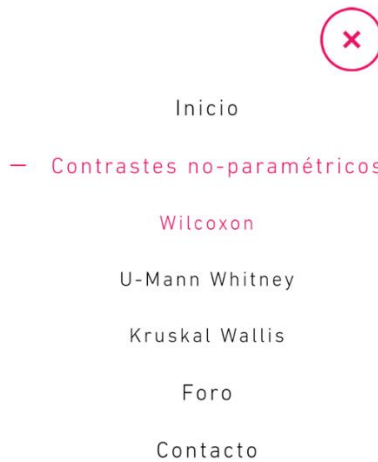 Inicio
— Contrastes no-paramétricos
Wilcoxon
U-Mann Whitney
Kruskal Wallis
Foro
Contacto